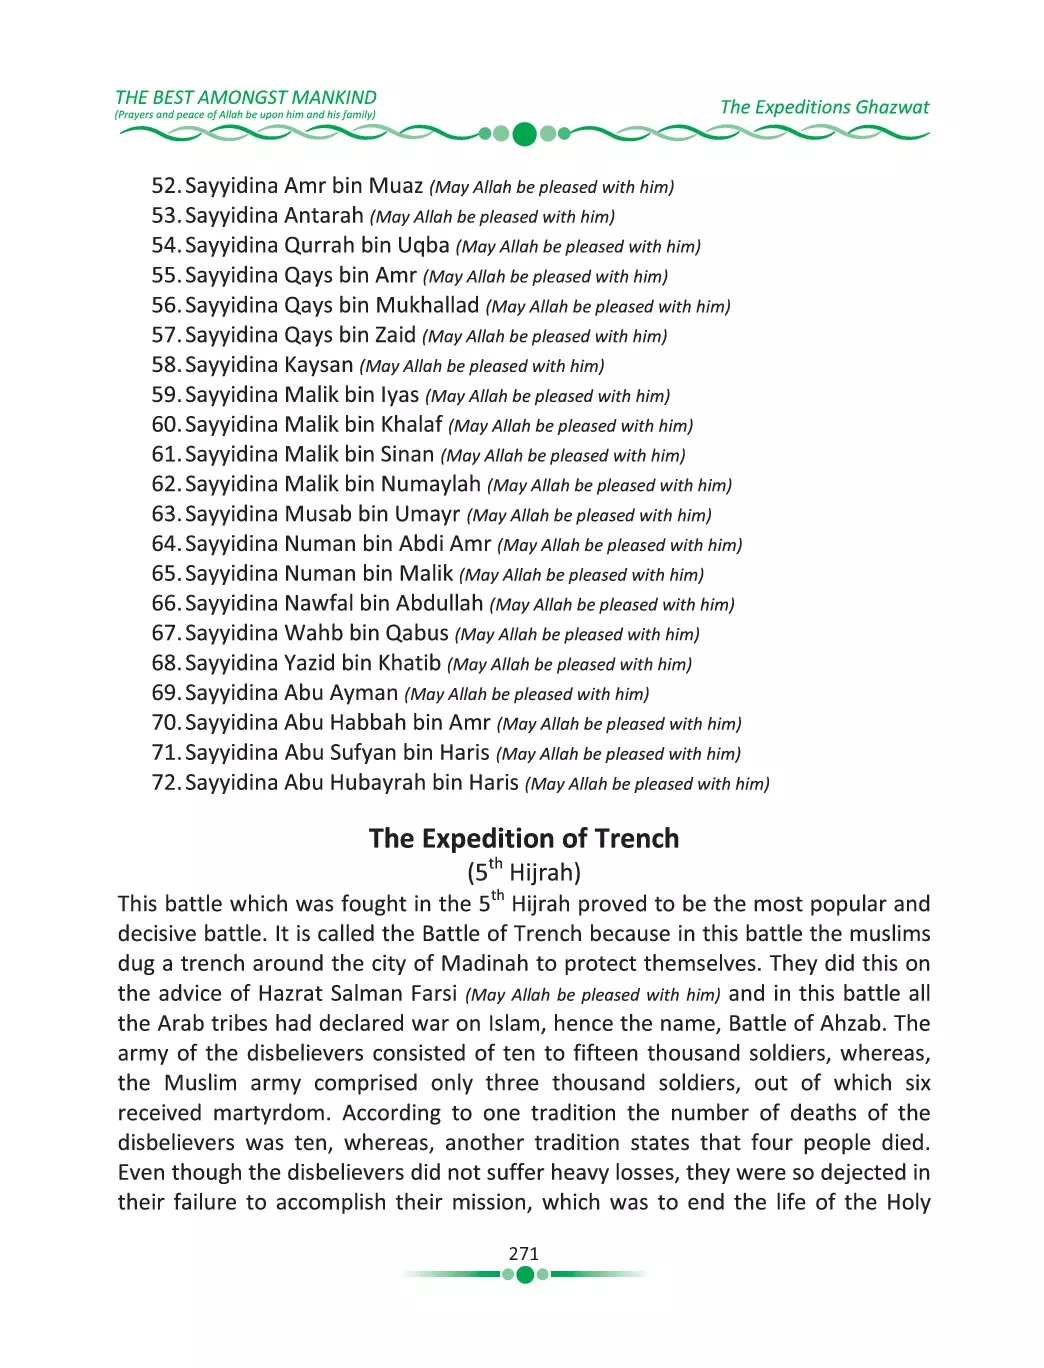 THE BEST AMONGST MANKIND
(Prayers and peace of Allah be upon him and his family)
The Expeditions Ghazwat
52. Sayyidina Amr bin Muaz (May Allah be pleased with him)
53. Sayyidina Antarah (May Allah be pleased with him)
54. Sayyidina Qurrah bin Uqba (May Allah be pleased with him)
55. Sayyidina Qays bin Amr (May Allah be pleased with him)
56. Sayyidina Qays bin Mukhallad (May Allah be pleased with him)
57. Sayyidina Qays bin Zaid (May Allah be pleased with him)
58. Sayyidina Kaysan (May Allah be pleased with him)
59. Sayyidina Malik bin Iyas (May Allah be pleased with him)
60. Sayyidina Malik bin Khalaf (May Allah be pleased with him)
61. Sayyidina Malik bin Sinan (May Allah be pleased with him)
62. Sayyidina Malik bin Numaylah (May Allah be pleased with him)
63. Sayyidina Musab bin Umayr (May Allah be pleased with him)
64. Sayyidina Numan bin Abdi Amr (May Allah be pleased with him)
65. Sayyidina Numan bin Malik (May Allah be pleased with him)
66. Sayyidina Nawfal bin Abdullah (May Allah be pleased with him)
67. Sayyidina Wahb bin Qabus (May Allah be pleased with him)
68. Sayyidina Yazid bin Khatib (May Allah be pleased with him)
69. Sayyidina Abu Ayman (May Allah be pleased with him)
70. Sayyidina Abu Habbah bin Amr (May Allah be pleased with him)
71. Sayyidina Abu Sufyan bin Haris (May Allah be pleased with him)
72. Sayyidina Abu Hubayrah bin Haris (May Allah be pleased with him)
The Expedition of Trench
(5th Hijrah)
This battle which was fought in the 5th Hijrah proved to be the most popular and
decisive battle. It is called the Battle of Trench because in this battle the muslims
dug a trench around the city of Madinah to protect themselves. They did this on
the advice of Hazrat Salman Farsi (May Allah be pleased with him) and in this battle all
the Arab tribes had declared war on Islam, hence the name, Battle of Ahzab. The
army of the disbelievers consisted of ten to fifteen thousand soldiers, whereas,
the Muslim army comprised only three thousand soldiers, out of which six
received martyrdom. According to one tradition the number of deaths of the
disbelievers was ten, whereas, another tradition states that four people died.
Even though the disbelievers did not suffer heavy losses, they were so dejected in
their failure to accomplish their mission, which was to end the life of the Holy
271